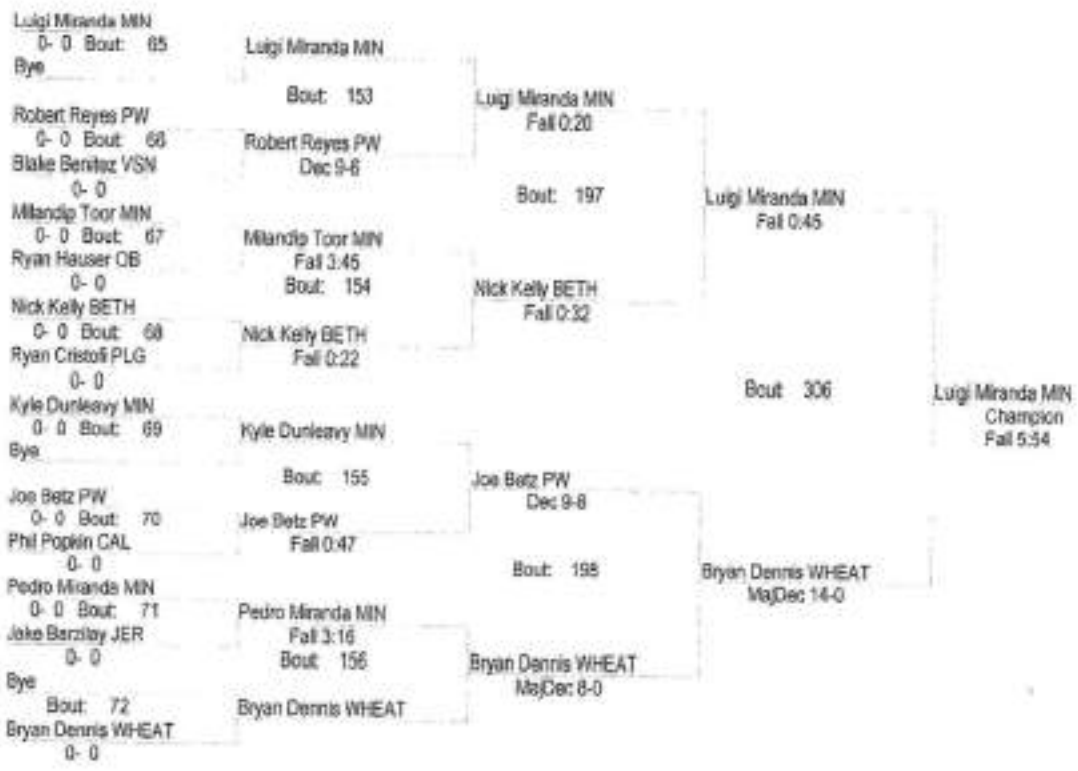 Luigi Miranda MIN
0- 0 Bout: 65
Bye
Robert Reyes PW
0- 0 Bout: 66
Blake Benitez VSN
0- 0
Milandip Toor MIN
0- 0 Bout: 67
Ryan Hauser OB
0- 0
Nick Kelly BETH
0- 0 Bout: 68
Ryan Cristofi PLG
0- 0
Kyle Dunleavy MIN
0- 0 Bout: 69
Bye
Joe Betz PW
0- 0 Bout: 70
Phil Popkin CAL
0- 0
Pedro Miranda MIN
0- 0 Bout: 71
Jake Barzilay JER
0- 0
Bye
Bout: 72
Bryan Dennis WHEAT
0- 0
Luigi Miranda MIN
Bout: 153
Robert Reyes PW
Dec 9-6
Milandip Toor MIN
Fall 3:45
Bout: 154
Nick Kelly BETH
Fall 0:22
Kyle Dunleavy MIN
Bout: 155
Joe Betz PW
Fall 0:47
Pedro Miranda MIN
Fall 3:16
Bout: 156
Bryan Dennis WHEAT
Luigi Miranda MIN
Fall 0:20
Bout: 197
Nick Kelly BETH
Fall 0:32
Joe Betz PW
Dec 9-8
Bout: 198
Bryan Dennis WHEAT
MajDec 8-0
Luigi Miranda MIN
Fall 0:45
Bout: 306
Bryan Dennis WHEAT
MajDec 14-0
Luigi Miranda MIN
Champion
Fall 5:54